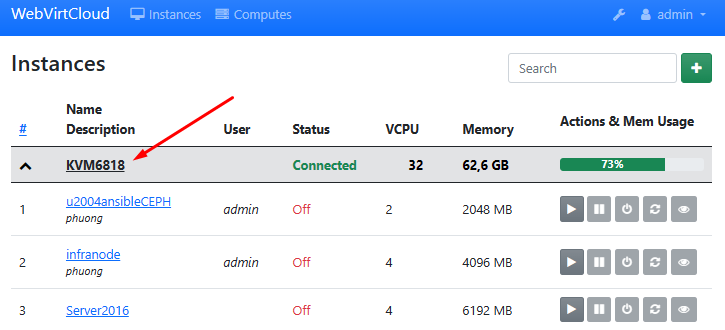 WebVirtCloud Instances Computes admin
Instances
Search
# Name Description User Status VCPU Memory Actions & Mem Usage
KVM6818 Connected 32 62,6 GB 73%
1 u2004ansibleCEPH admin Off 2 2048 MB
phuong
2 infranode admin Off 4 4096 MB
phuong
3 Server2016 Off 4 6192 MB